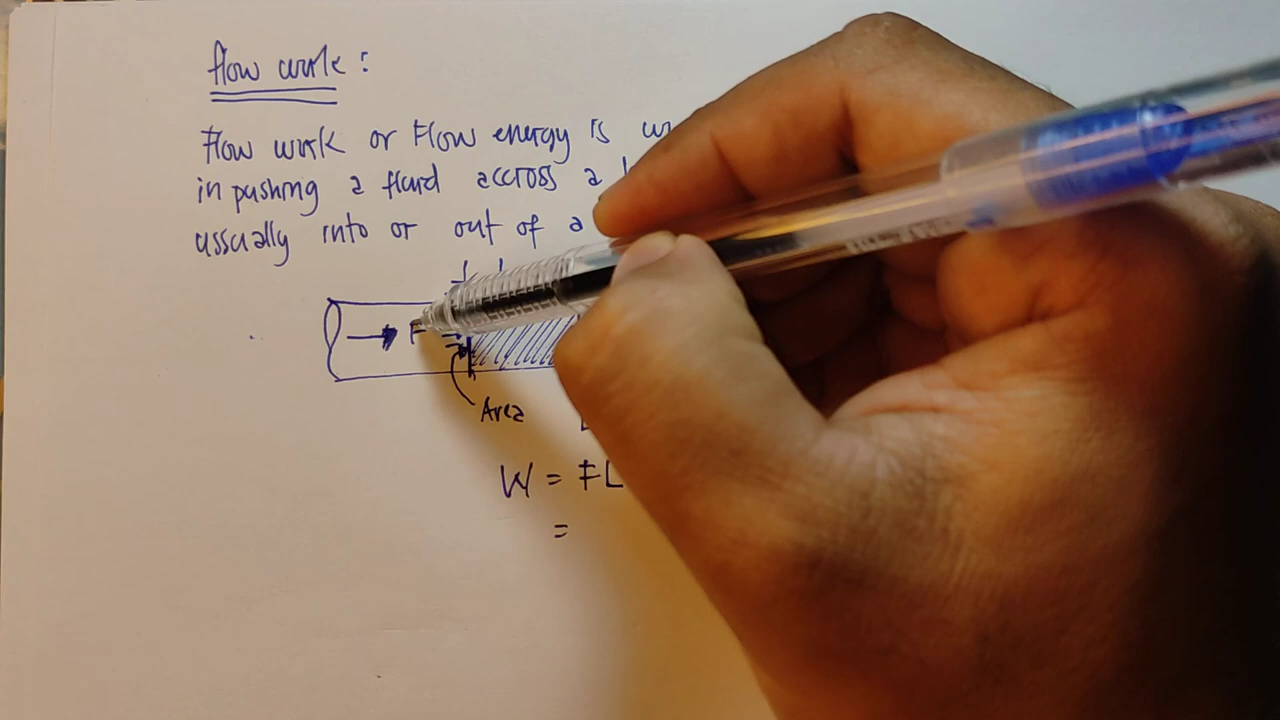 flow work:
Flow work or Flow energy is
in pushing a fluid accross a
ussually into or out of a
F
Area
W = FL
=